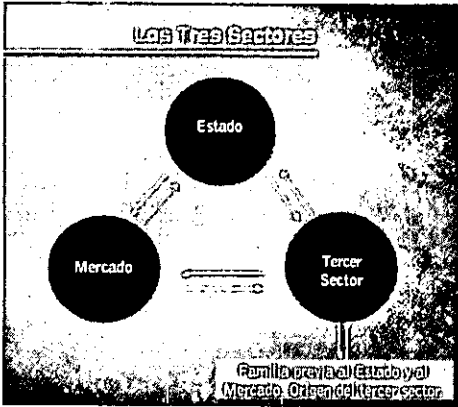 Los Tres Sectores
Estado
Mercado
Tercer
Sector
Familia previa al Estado y al
Mercado. Origen del tercer sector